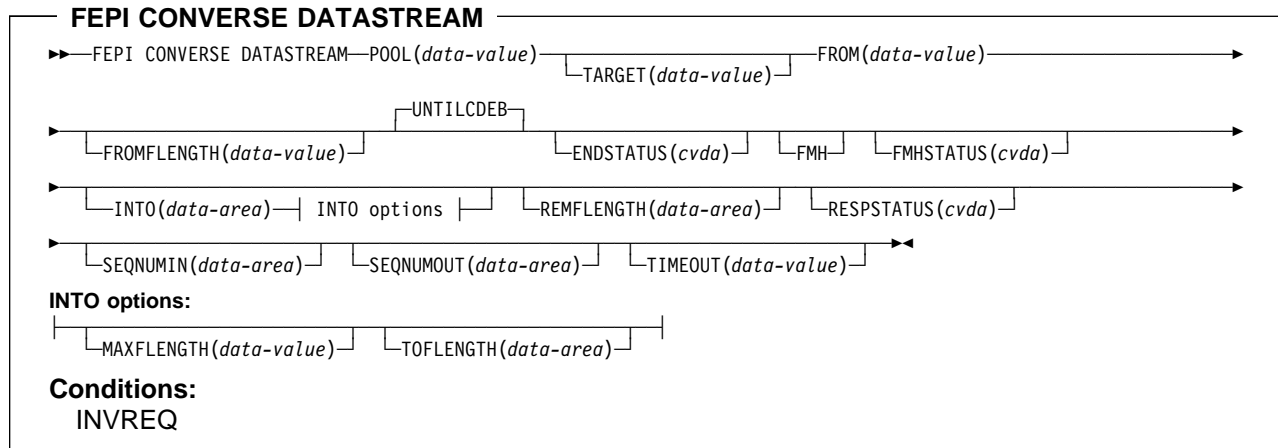 FEPI CONVERSE DATASTREAM
FEPI CONVERSE DATASTREAM POOL(data-value) FROM(data-value)
TARGET(data-value)
UNTILCDEB
FROMFLENGTH(data-value) ENDSTATUS(cvda) FMH FMHSTATUS(cvda)
INTO(data-area) INTO options REMFLENGTH(data-area) RESPSTATUS(cvda)
SEQNUMIN(data-area) SEQNUMOUT(data-area) TIMEOUT(data-value)
INTO options:
MAXFLENGTH(data-value) TOFLENGTH(data-area)
Conditions:
INVREQ